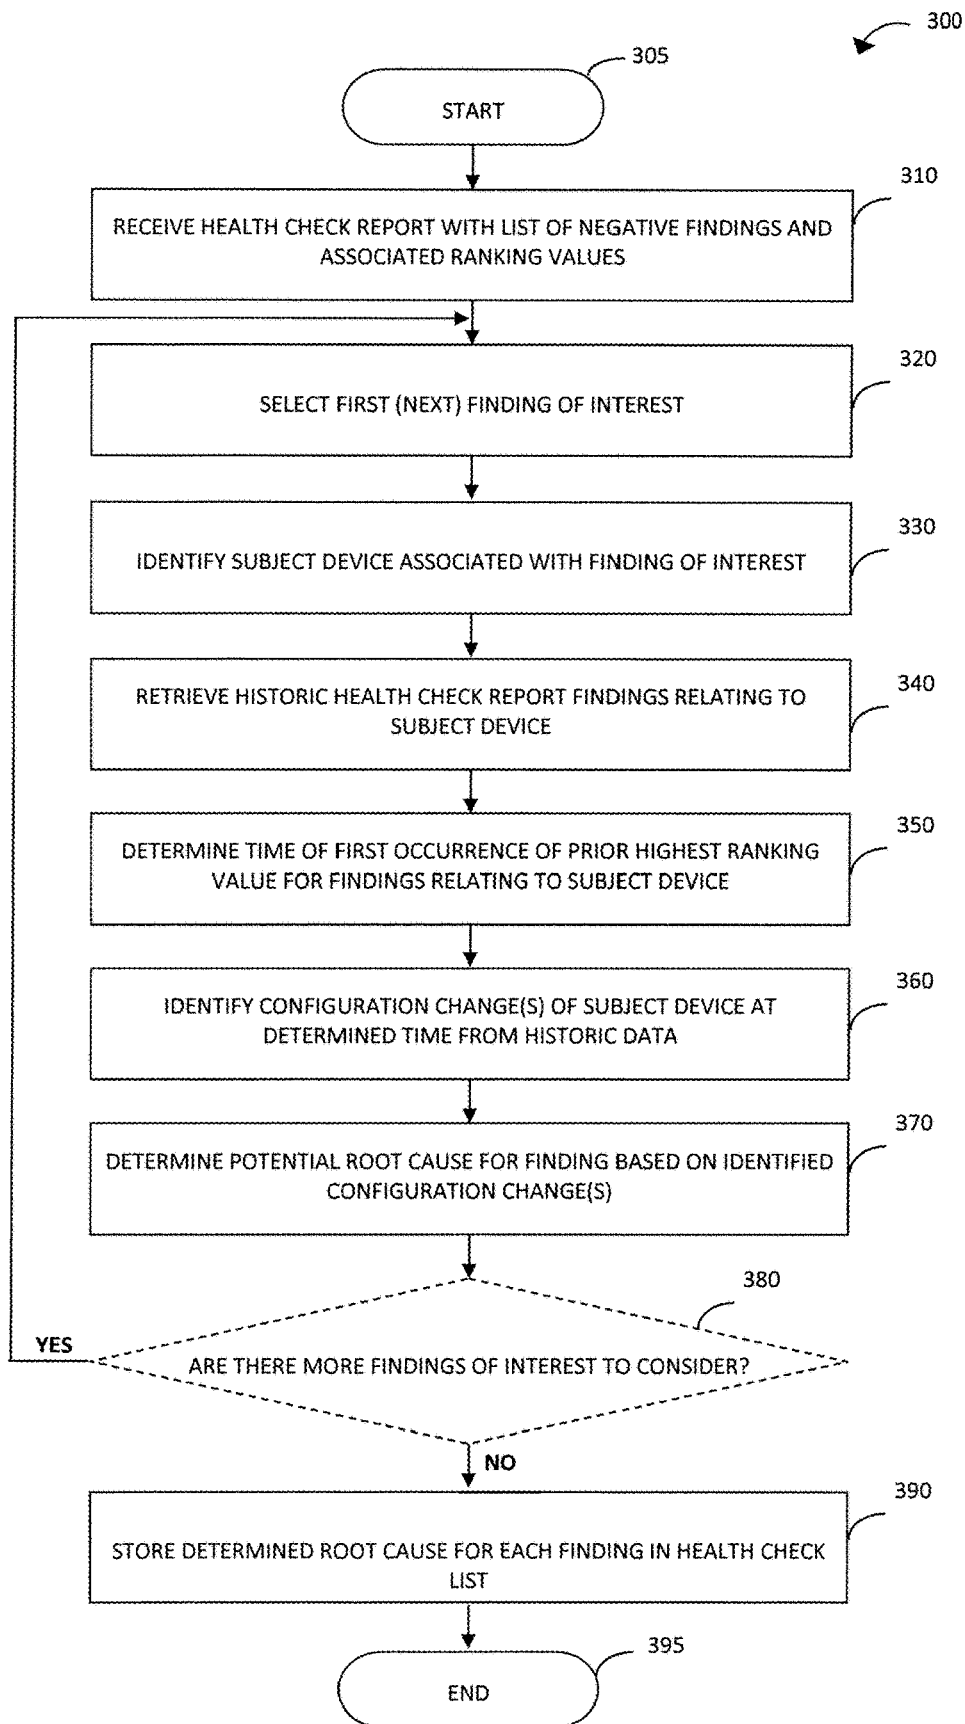 300
305
START
310
RECEIVE HEALTH CHECK REPORT WITH LIST OF NEGATIVE FINDINGS AND
ASSOCIATED RANKING VALUES
320
SELECT FIRST (NEXT) FINDING OF INTEREST
330
IDENTIFY SUBJECT DEVICE ASSOCIATED WITH FINDING OF INTEREST
340
RETRIEVE HISTORIC HEALTH CHECK REPORT FINDINGS RELATING TO
SUBJECT DEVICE
350
DETERMINE TIME OF FIRST OCCURRENCE OF PRIOR HIGHEST RANKING
VALUE FOR FINDINGS RELATING TO SUBJECT DEVICE
360
IDENTIFY CONFIGURATION CHANGE(S) OF SUBJECT DEVICE AT
DETERMINED TIME FROM HISTORIC DATA
370
DETERMINE POTENTIAL ROOT CAUSE FOR FINDING BASED ON IDENTIFIED
CONFIGURATION CHANGE(S)
380
YES
ARE THERE MORE FINDINGS OF INTEREST TO CONSIDER?
NO
390
STORE DETERMINED ROOT CAUSE FOR EACH FINDING IN HEALTH CHECK
LIST
395
END